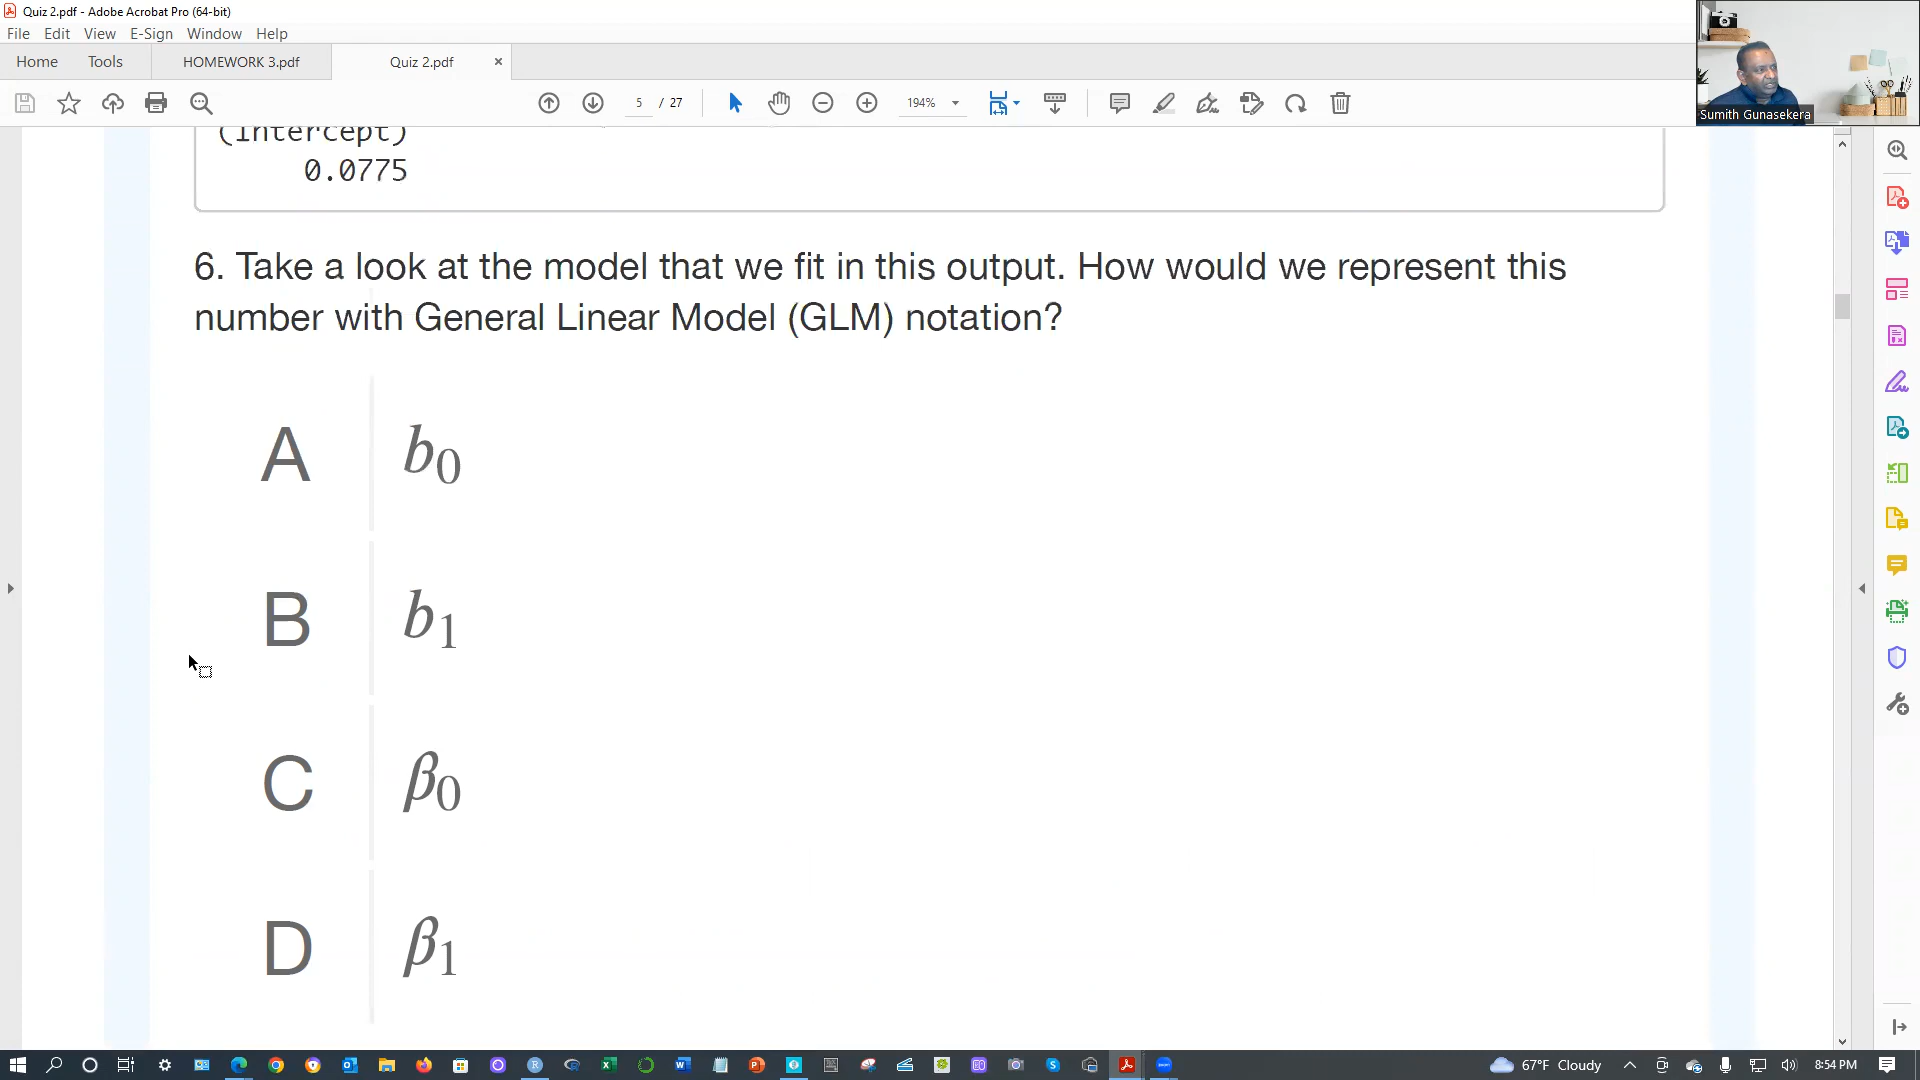 Quiz 2.pdf - Adobe Acrobat Pro (64-bit)
File Edit View E-Sign Window Help
Home Tools HOMEWORK 3.pdf Quiz 2.pdf ×
5 / 27 194%
Sumith Gunasekera
(Intercept)
0.0775
6. Take a look at the model that we fit in this output. How would we represent this
number with General Linear Model (GLM) notation?
A b₀
B b₁
C β₀
D β₁
67°F Cloudy 8:54 PM